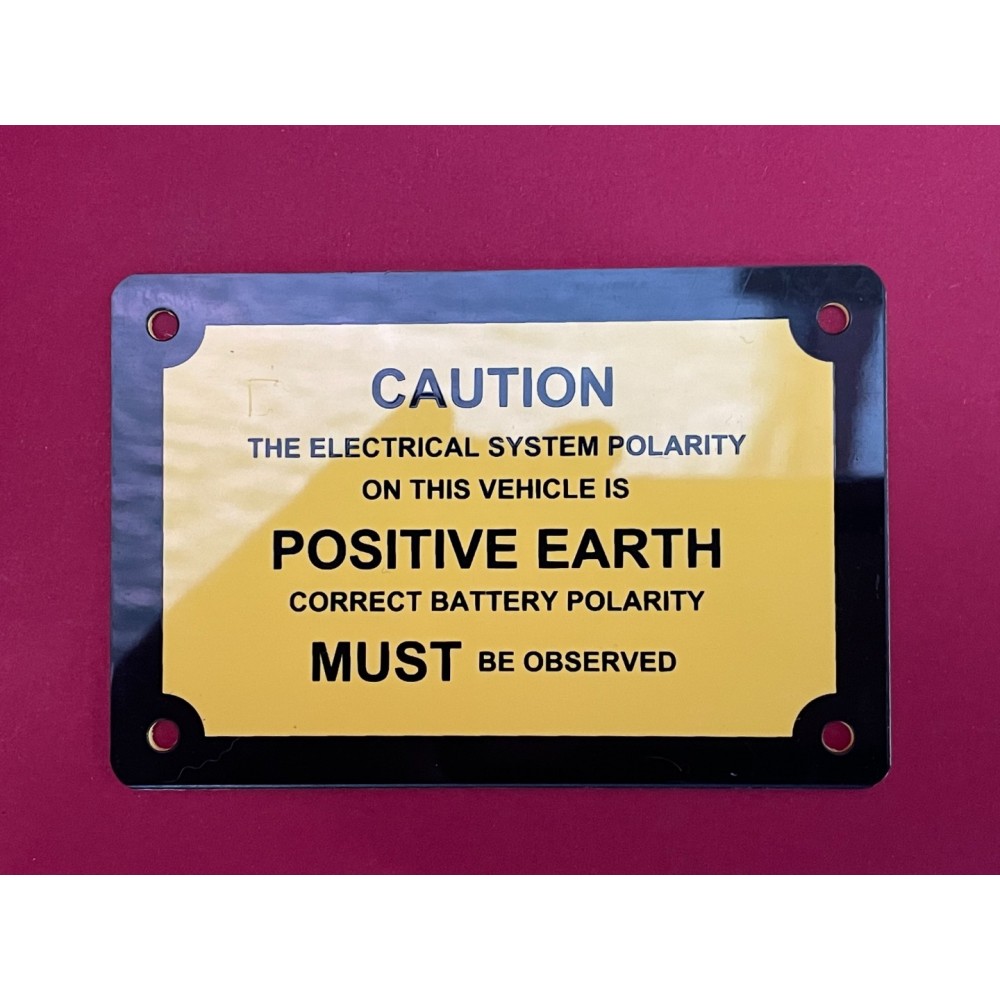 CAUTION
THE ELECTRICAL SYSTEM POLARITY
ON THIS VEHICLE IS
POSITIVE EARTH
CORRECT BATTERY POLARITY
MUST BE OBSERVED